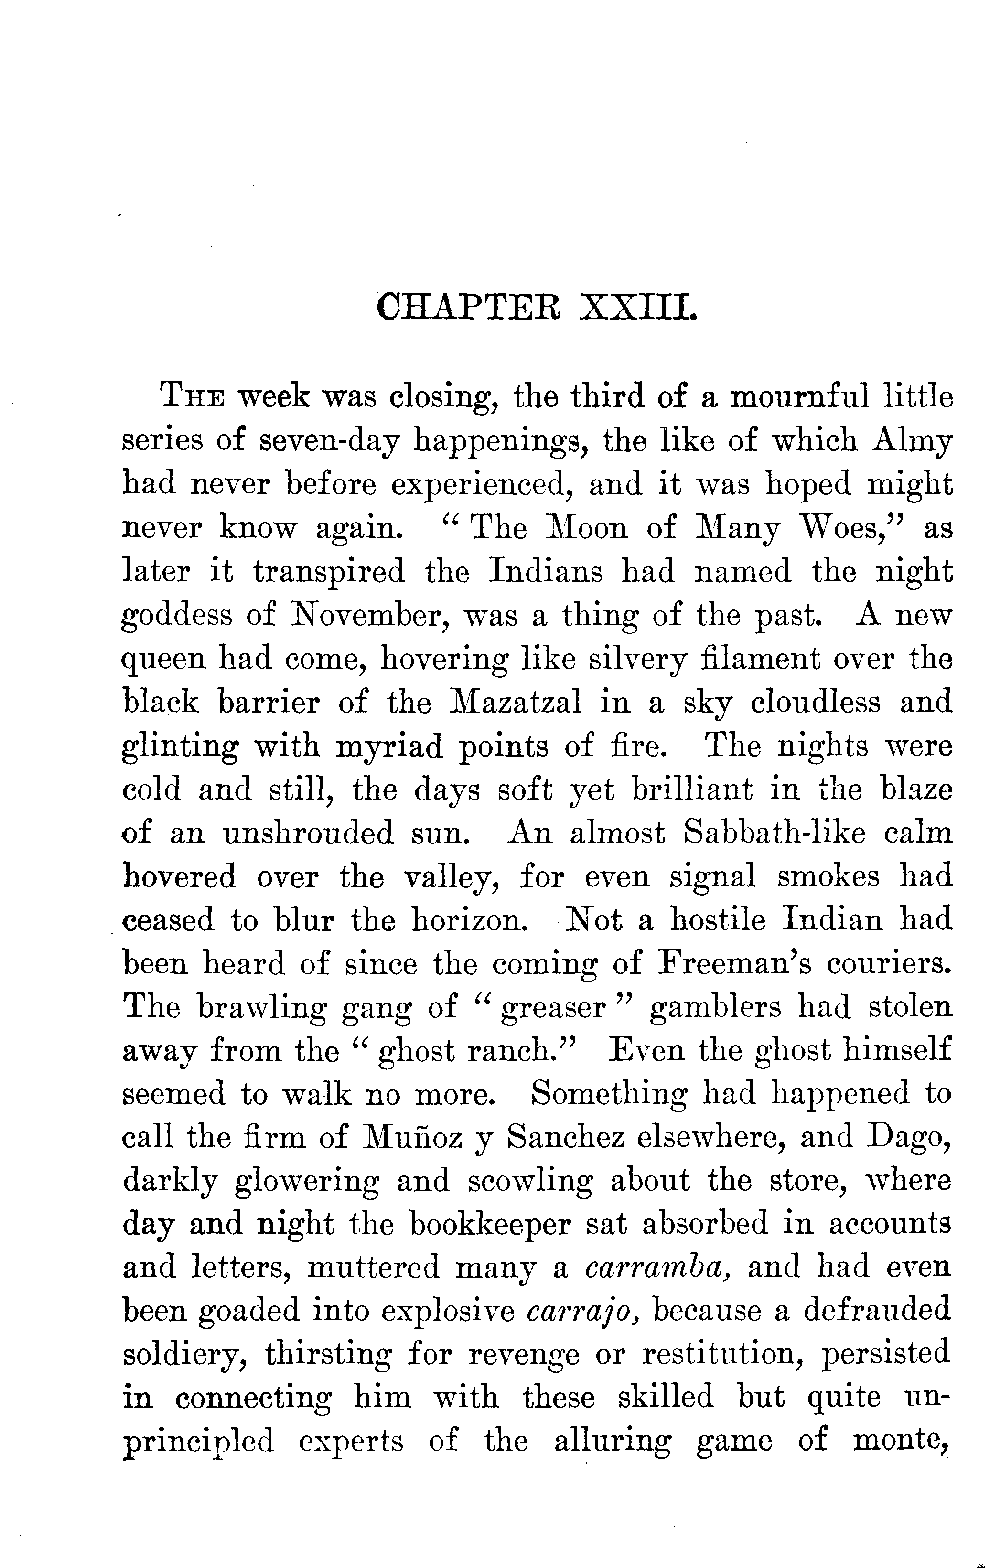 CHAPTER XXIII.
THE week was closing, the third of a mournful little
series of seven-day happenings, the like of which Almy
had never before experienced, and it was hoped might
never know again. “ The Moon of Many Woes,” as
later it transpired the Indians had named the night
goddess of November, was a thing of the past. A new
queen had come, hovering like silvery filament over the
black barrier of the Mazatzal in a sky cloudless and
glinting with myriad points of fire. The nights were
cold and still, the days soft yet brilliant in the blaze
of an unshrouded sun. An almost Sabbath-like calm
hovered over the valley, for even signal smokes had
ceased to blur the horizon. Not a hostile Indian had
been heard of since the coming of Freeman’s couriers.
The brawling gang of “ greaser ” gamblers had stolen
away from the “ ghost ranch.” Even the ghost himself
seemed to walk no more. Something had happened to
call the firm of Muñoz y Sanchez elsewhere, and Dago,
darkly glowering and scowling about the store, where
day and night the bookkeeper sat absorbed in accounts
and letters, muttered many a carramba, and had even
been goaded into explosive carrajo, because a defrauded
soldiery, thirsting for revenge or restitution, persisted
in connecting him with these skilled but quite un-
principled experts of the alluring game of monte,